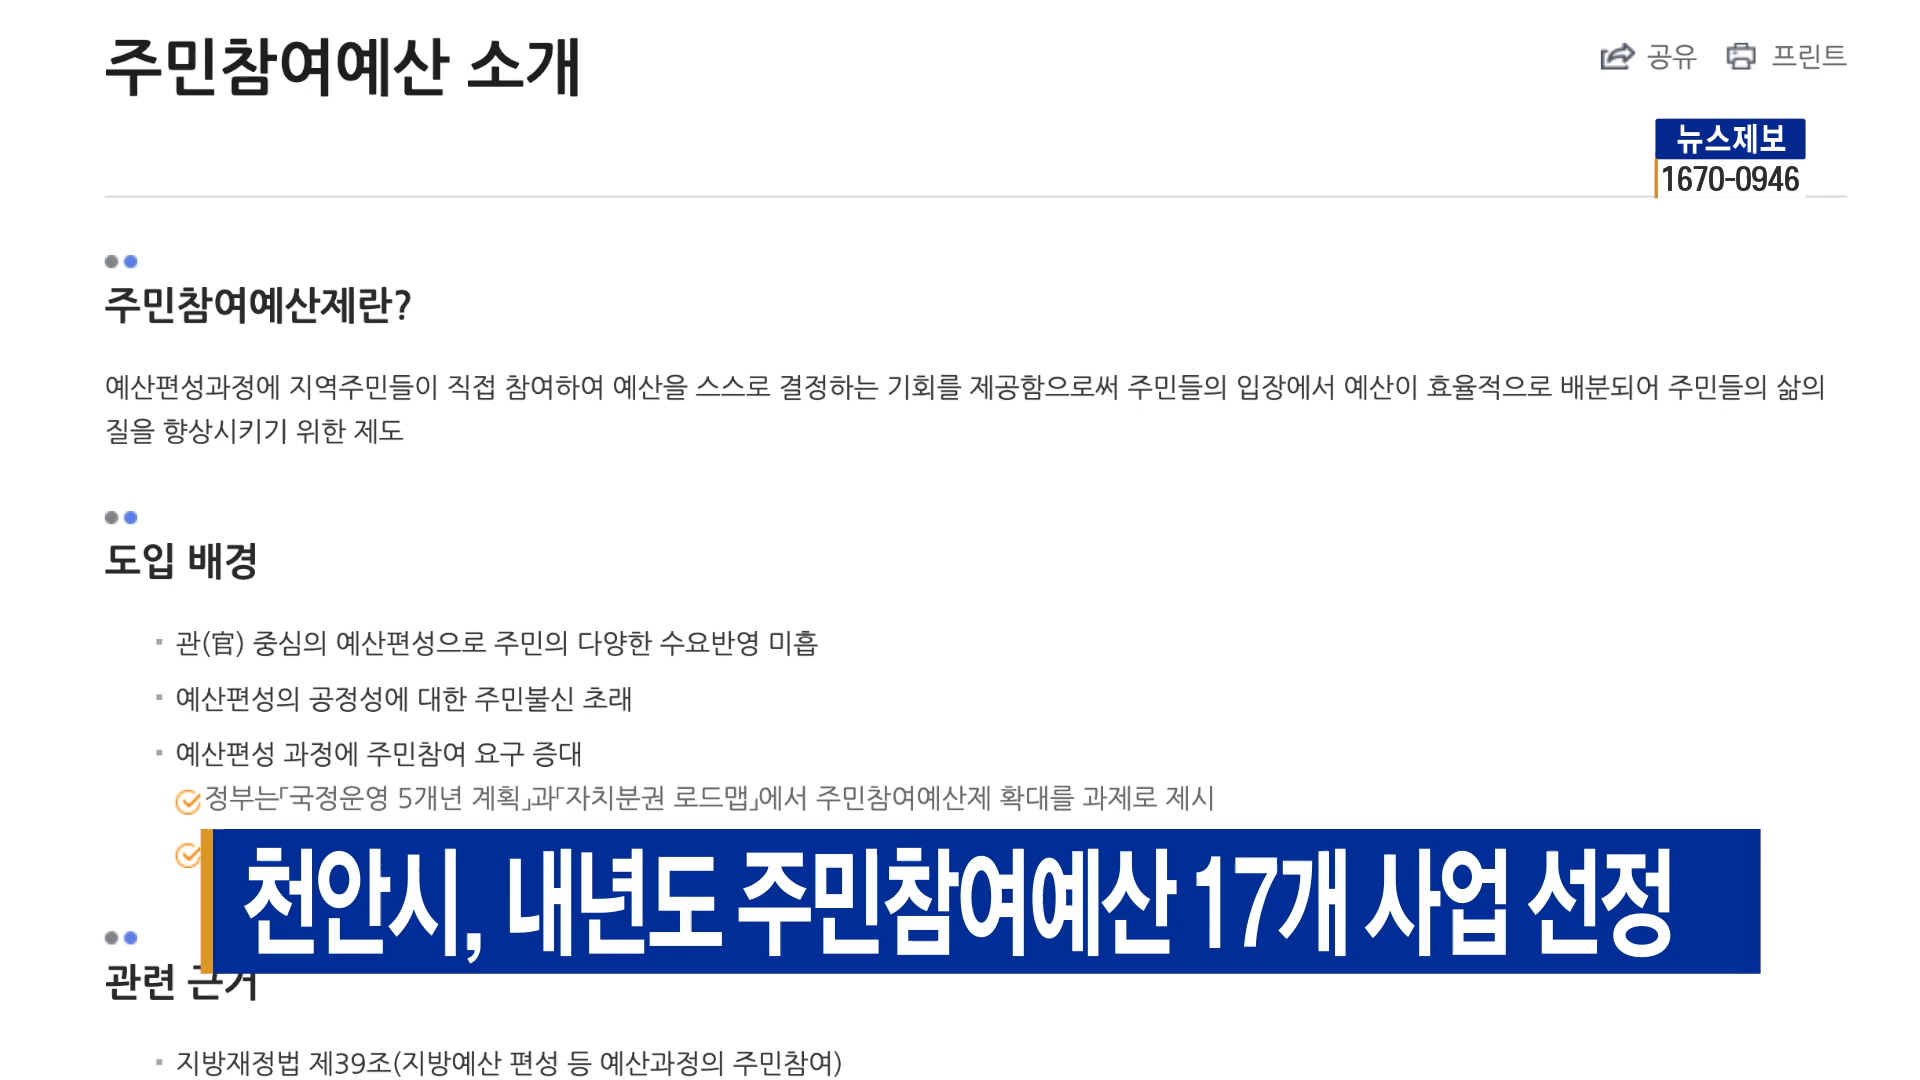 주민참여예산 소개
공유 프린트
뉴스제보
1670-0946
주민참여예산제란?
예산편성과정에 지역주민들이 직접 참여하여 예산을 스스로 결정하는 기회를 제공함으로써 주민들의 입장에서 예산이 효율적으로 배분되어 주민들의 삶의
질을 향상시키기 위한 제도
도입 배경
관(官) 중심의 예산편성으로 주민의 다양한 수요반영 미흡
예산편성의 공정성에 대한 주민불신 초래
예산편성 과정에 주민참여 요구 증대
정부는「국정운영 5개년 계획」과「자치분권 로드맵」에서 주민참여예산제 확대를 과제로 제시
천안시, 내년도 주민참여예산 17개 사업 선정
관련 근거
지방재정법 제39조(지방예산 편성 등 예산과정의 주민참여)